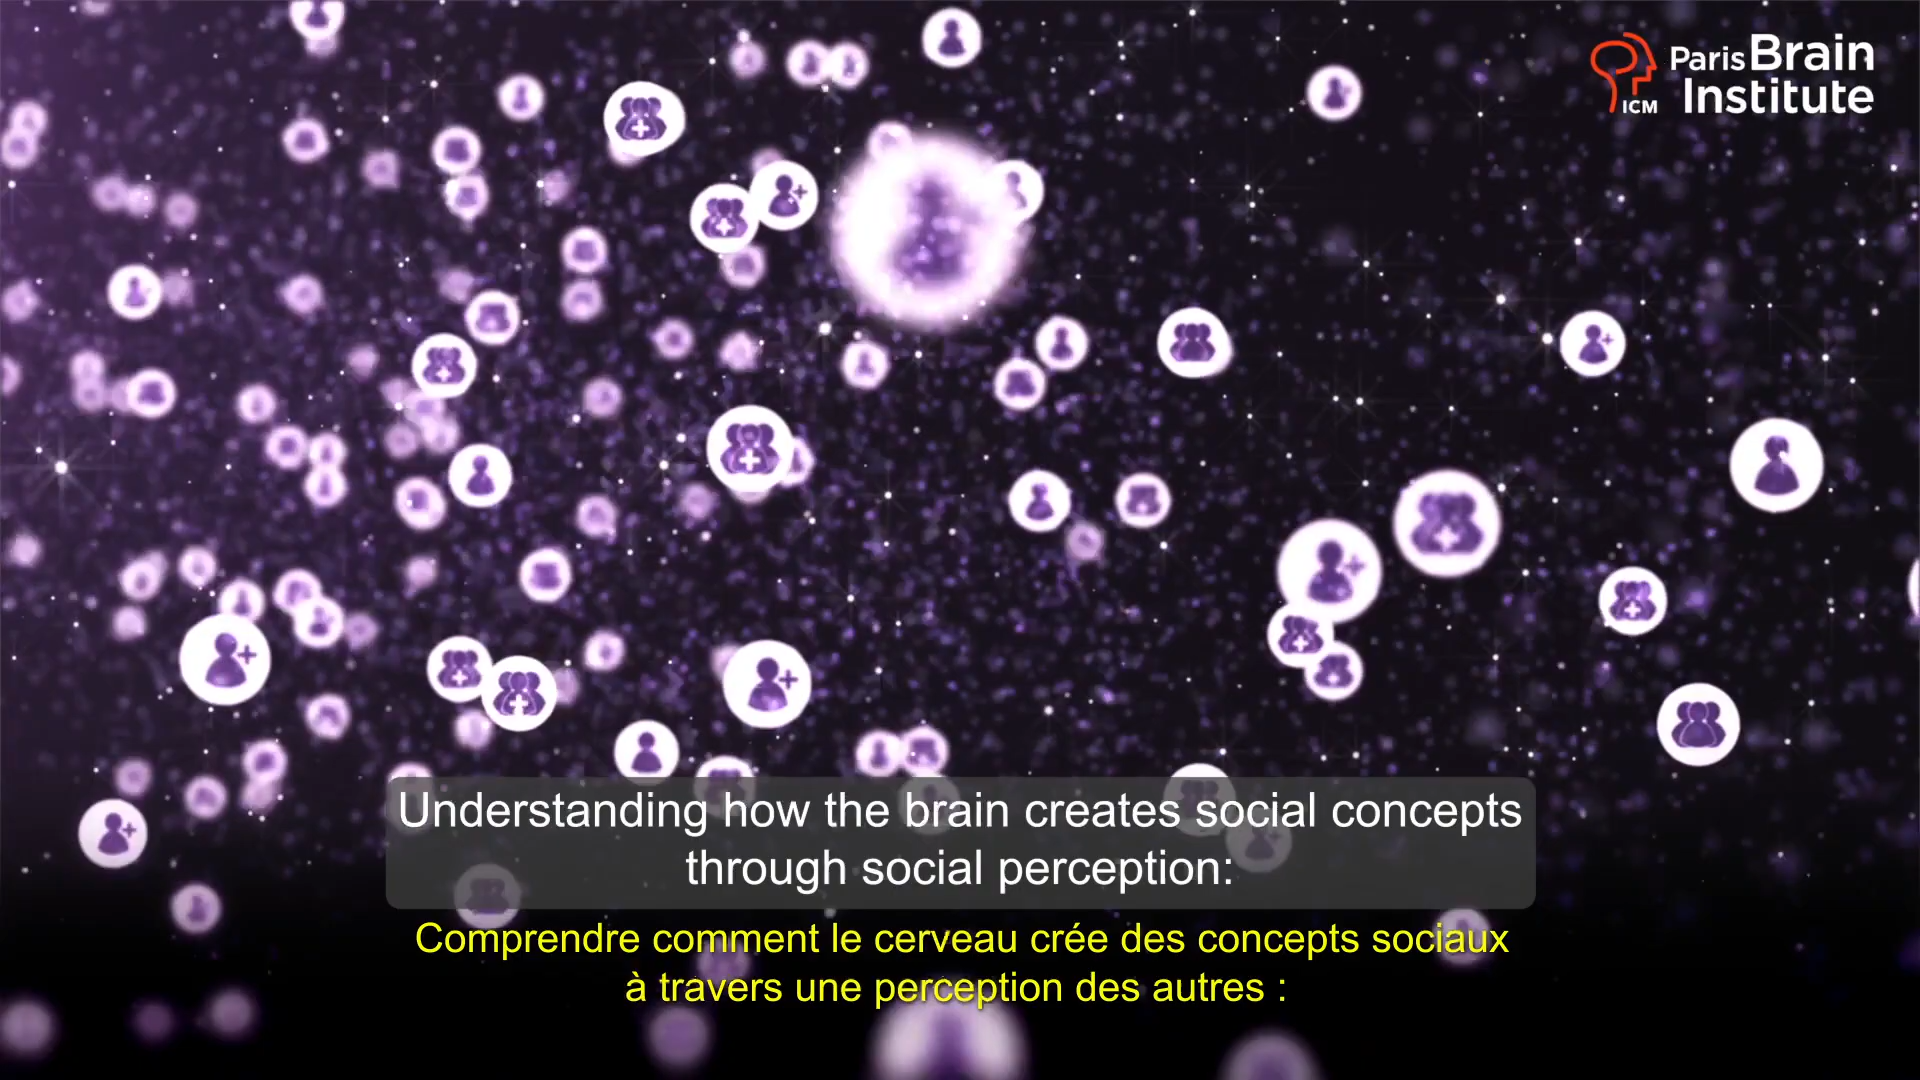 Paris Brain
Institute
ICM
Understanding how the brain creates social concepts
through social perception:
Comprendre comment le cerveau crée des concepts sociaux
à travers une perception des autres :